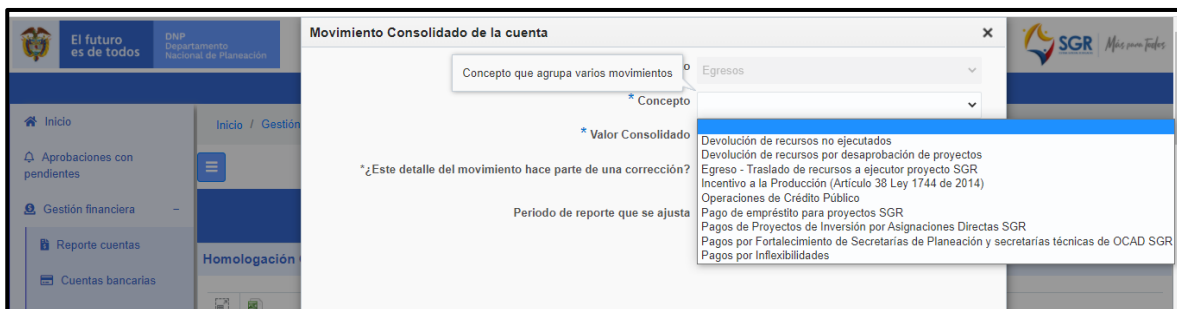 El futuro
es de todos
DNP
Departamento
Nacional de Planeación
Movimiento Consolidado de la cuenta
×
SGR
Más para Todos
Concepto que agrupa varios movimientos
o
Egresos
* Concepto
* Valor Consolidado
*¿Este detalle del movimiento hace parte de una corrección?
Periodo de reporte que se ajusta
Devolución de recursos no ejecutados
Devolución de recursos por desaprobación de proyectos
Egreso - Traslado de recursos a ejecutor proyecto SGR
Incentivo a la Producción (Artículo 38 Ley 1744 de 2014)
Operaciones de Crédito Público
Pago de empréstito para proyectos SGR
Pagos de Proyectos de Inversión por Asignaciones Directas SGR
Pagos por Fortalecimiento de Secretarías de Planeación y secretarías técnicas de OCAD SGR
Pagos por Inflexibilidades
Inicio
Inicio / Gestión
Aprobaciones con
pendientes
Gestión financiera –
Reporte cuentas
Homologación
Cuentas bancarias